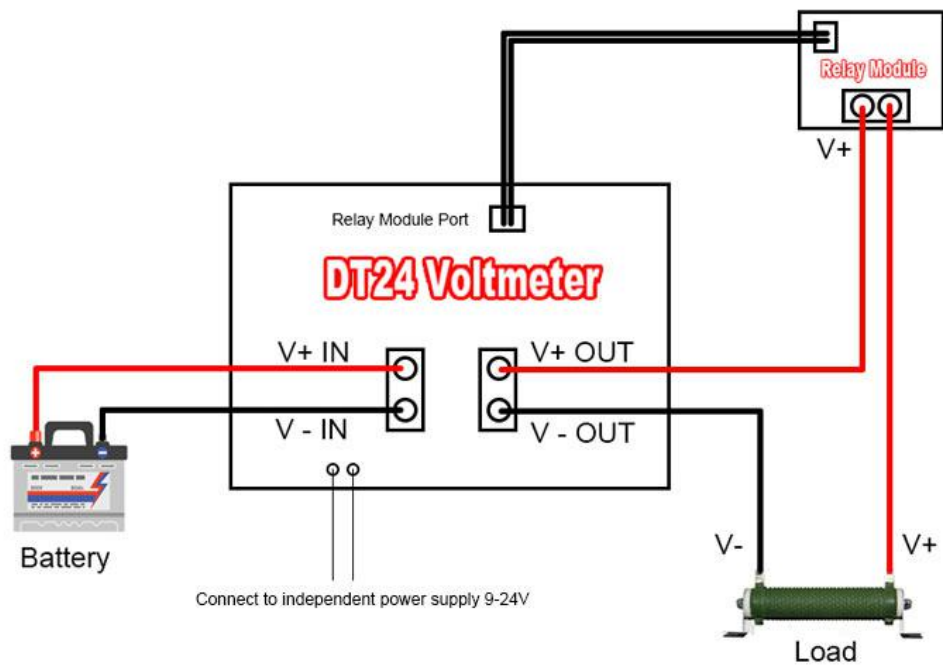 Relay Module
V+
Relay Module Port
DT24 Voltmeter
V+ IN
V+ OUT
V - IN
V - OUT
Battery
V-
V+
Connect to independent power supply 9-24V
Load